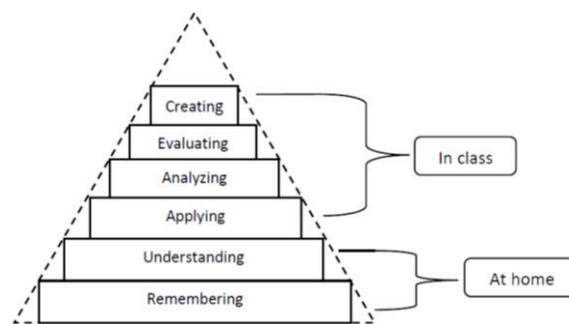 Creating
Evaluating
In class
Analyzing
Applying
Understanding
At home
Remembering